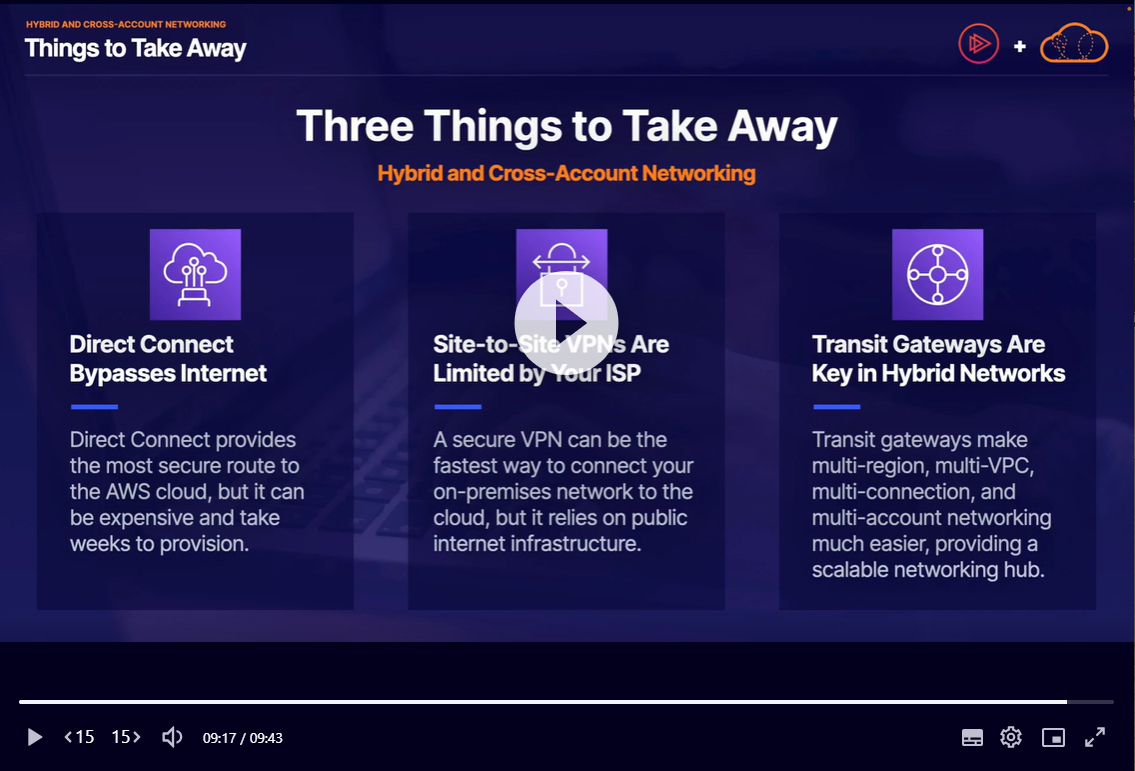 HYBRID AND CROSS-ACCOUNT NETWORKING
Things to Take Away
+
Three Things to Take Away
Hybrid and Cross-Account Networking
Direct Connect
Bypasses Internet
Direct Connect provides
the most secure route to
the AWS cloud, but it can
be expensive and take
weeks to provision.
Site-to-Site VPNs Are
Limited by Your ISP
A secure VPN can be the
fastest way to connect your
on-premises network to the
cloud, but it relies on public
internet infrastructure.
Transit Gateways Are
Key in Hybrid Networks
Transit gateways make
multi-region, multi-VPC,
multi-connection, and
multi-account networking
much easier, providing a
scalable networking hub.
<15 15> 09:17 / 09:43